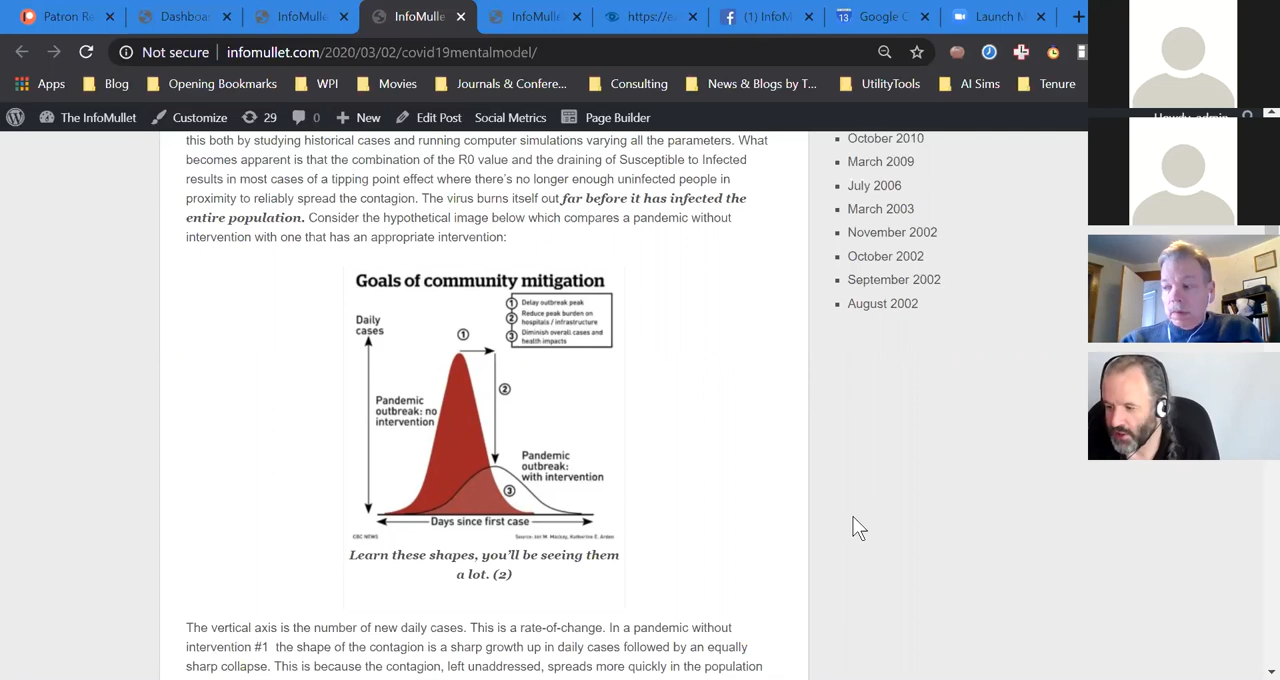 Patron Re
Dashboa
InfoMulle
InfoMulle
InfoMulle
https://ea
(1) InfoM
Google C
Launch M
Not secure
infomullet.com/2020/03/02/covid19mentalmodel/
Apps
Blog
Opening Bookmarks
WPI
Movies
Journals & Confere...
Consulting
News & Blogs by T...
UtilityTools
AI Sims
Tenure
The InfoMullet
Customize
29
0
New
Edit Post
Social Metrics
Page Builder
this both by studying historical cases and running computer simulations varying all the parameters. What
becomes apparent is that the combination of the R0 value and the draining of Susceptible to Infected
results in most cases of a tipping point effect where there's no longer enough uninfected people in
proximity to reliably spread the contagion. The virus burns itself out far before it has infected the
entire population. Consider the hypothetical image below which compares a pandemic without
intervention with one that has an appropriate intervention:
Goals of community mitigation
1 Delay outbreak peak
2 Reduce peak burden on
hospitals / infrastructure
3 Diminish overall cases and
health impacts
Daily
cases
1
2
Pandemic
outbreak: no
intervention
Pandemic
outbreak:
with intervention
3
Days since first case
CBC NEWS
Learn these shapes, you'll be seeing them
a lot. (2)
The vertical axis is the number of new daily cases. This is a rate-of-change. In a pandemic without
intervention #1 the shape of the contagion is a sharp growth up in daily cases followed by an equally
sharp collapse. This is because the contagion, left unaddressed, spreads more quickly in the population
October 2010
March 2009
July 2006
March 2003
November 2002
October 2002
September 2002
August 2002